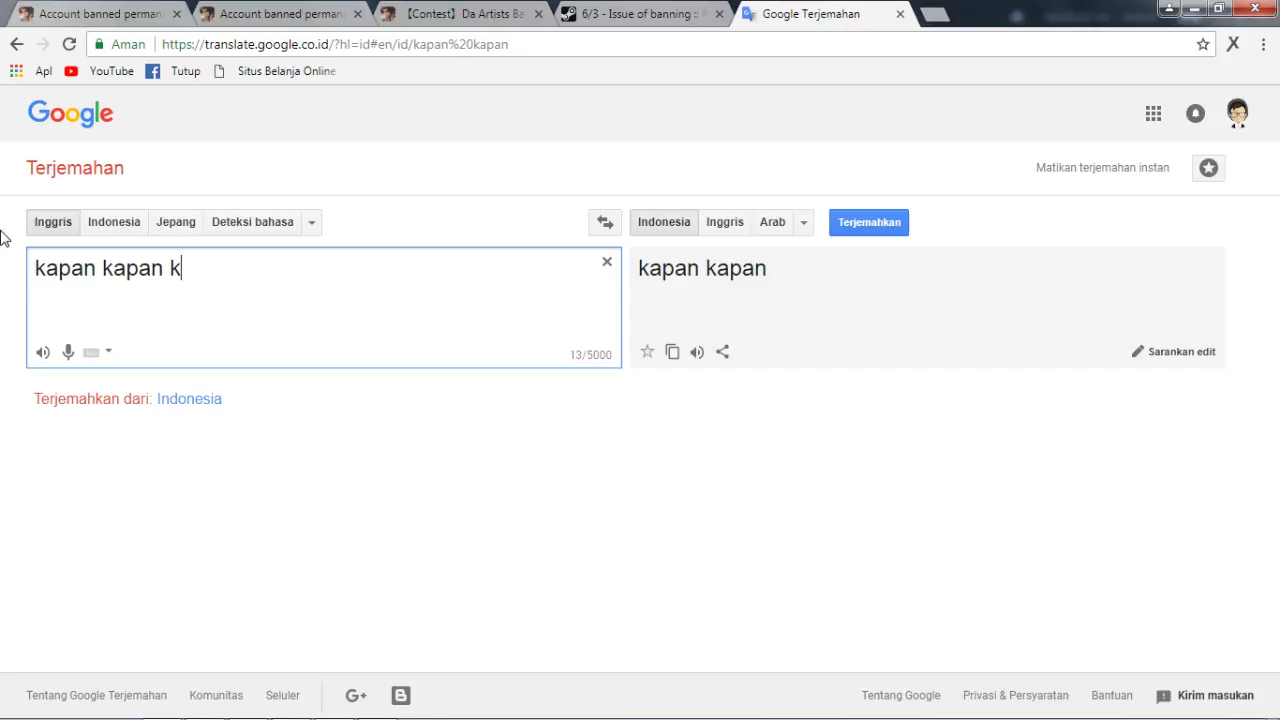 Account banned perman
Account banned perman
【Contest】 Da Artists Ba
6/3 - Issue of banning ::
Google Terjemahan
Aman
https://translate.google.co.id/?hl=id#en/id/kapan%20kapan
Apl
YouTube
Tutup
Situs Belanja Online
Google
Terjemahan
Matikan terjemahan instan
Inggris
Indonesia
Jepang
Deteksi bahasa
Indonesia
Inggris
Arab
Terjemahkan
kapan kapan k
kapan kapan
13/5000
Sarankan edit
Terjemahkan dari: Indonesia
Tentang Google Terjemahan
Komunitas
Seluler
G+
B
Tentang Google
Privasi & Persyaratan
Bantuan
Kirim masukan